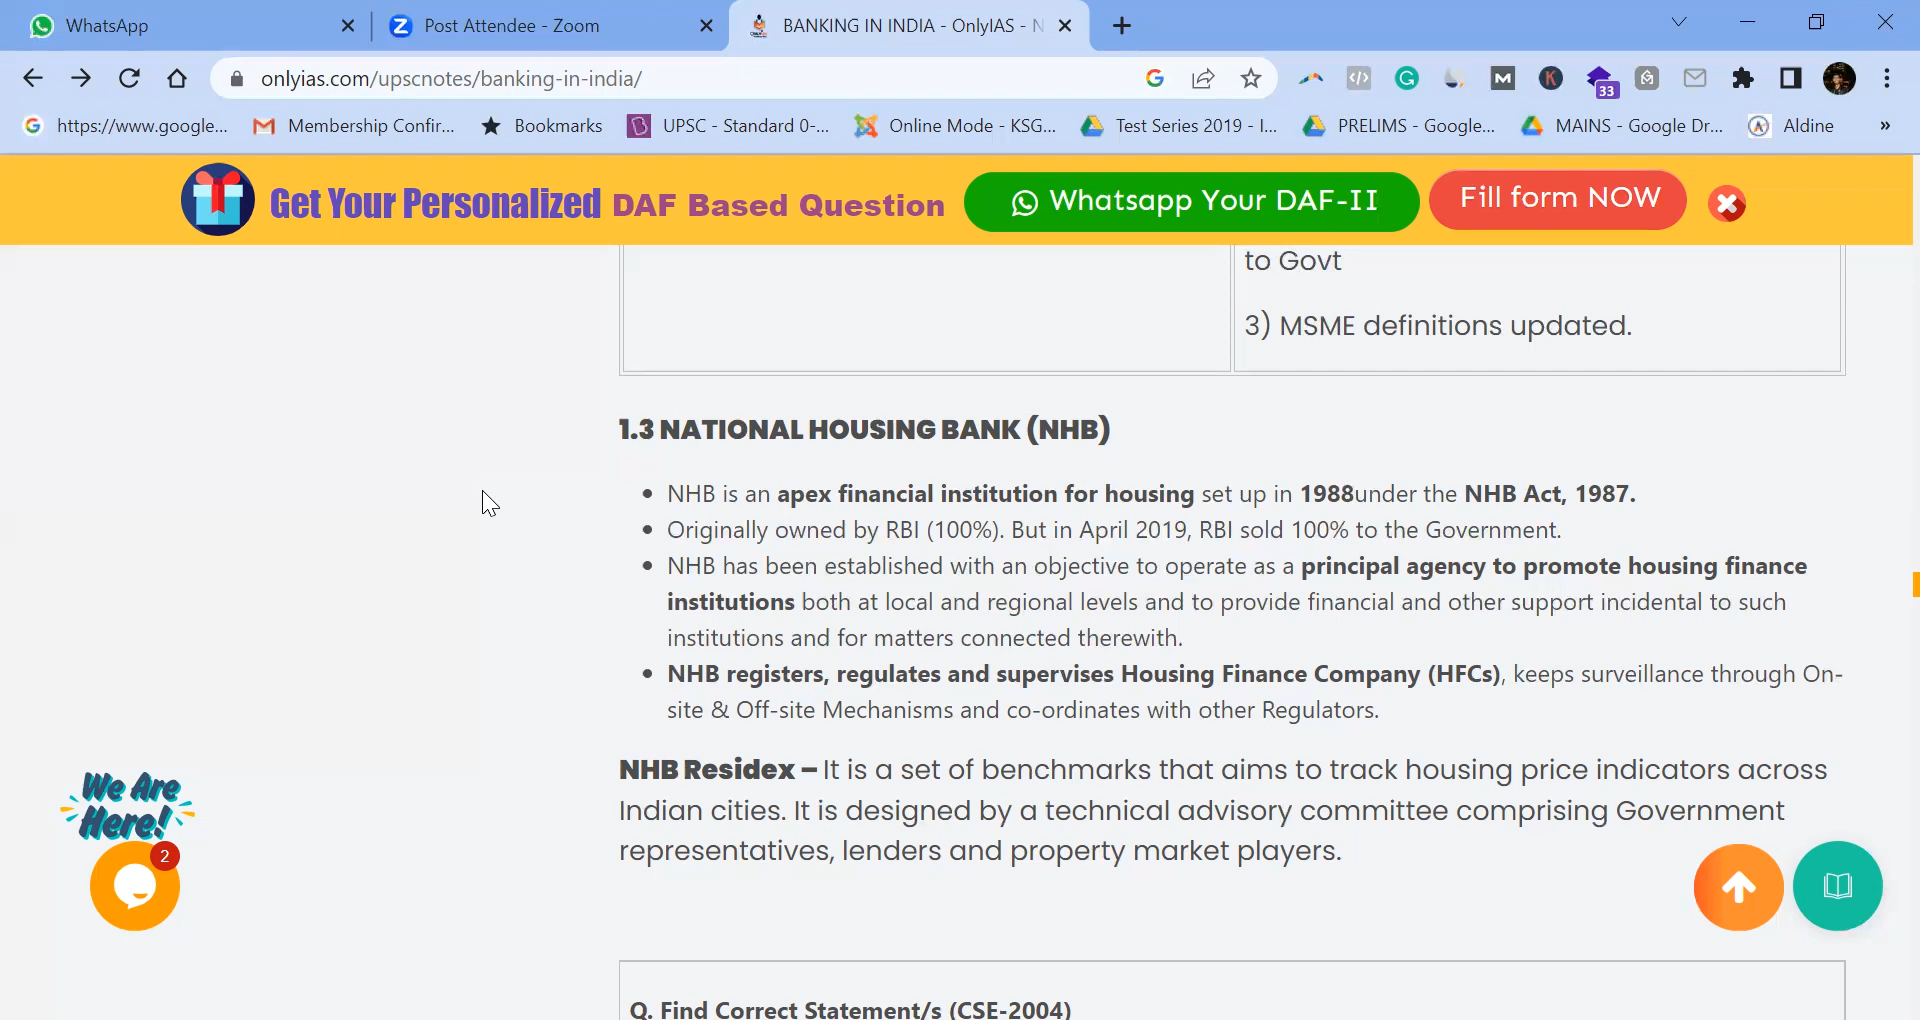 WhatsApp
Post Attendee - Zoom
BANKING IN INDIA - OnlyIAS - N
onlyias.com/upscnotes/banking-in-india/
33
https://www.google...
Membership Confir...
Bookmarks
UPSC - Standard 0-...
Online Mode - KSG...
Test Series 2019 - I...
PRELIMS - Google...
MAINS - Google Dr...
Aldine
»
Get Your Personalized DAF Based Question
Whatsapp Your DAF-II
Fill form NOW
to Govt
3) MSME definitions updated.
1.3 NATIONAL HOUSING BANK (NHB)
• NHB is an apex financial institution for housing set up in 1988under the NHB Act, 1987.
• Originally owned by RBI (100%). But in April 2019, RBI sold 100% to the Government.
• NHB has been established with an objective to operate as a principal agency to promote housing finance
institutions both at local and regional levels and to provide financial and other support incidental to such
institutions and for matters connected therewith.
• NHB registers, regulates and supervises Housing Finance Company (HFCs), keeps surveillance through On-
site & Off-site Mechanisms and co-ordinates with other Regulators.
NHB Residex – It is a set of benchmarks that aims to track housing price indicators across
Indian cities. It is designed by a technical advisory committee comprising Government
representatives, lenders and property market players.
We Are
Here!
2
Q. Find Correct Statement/s (CSE-2004)